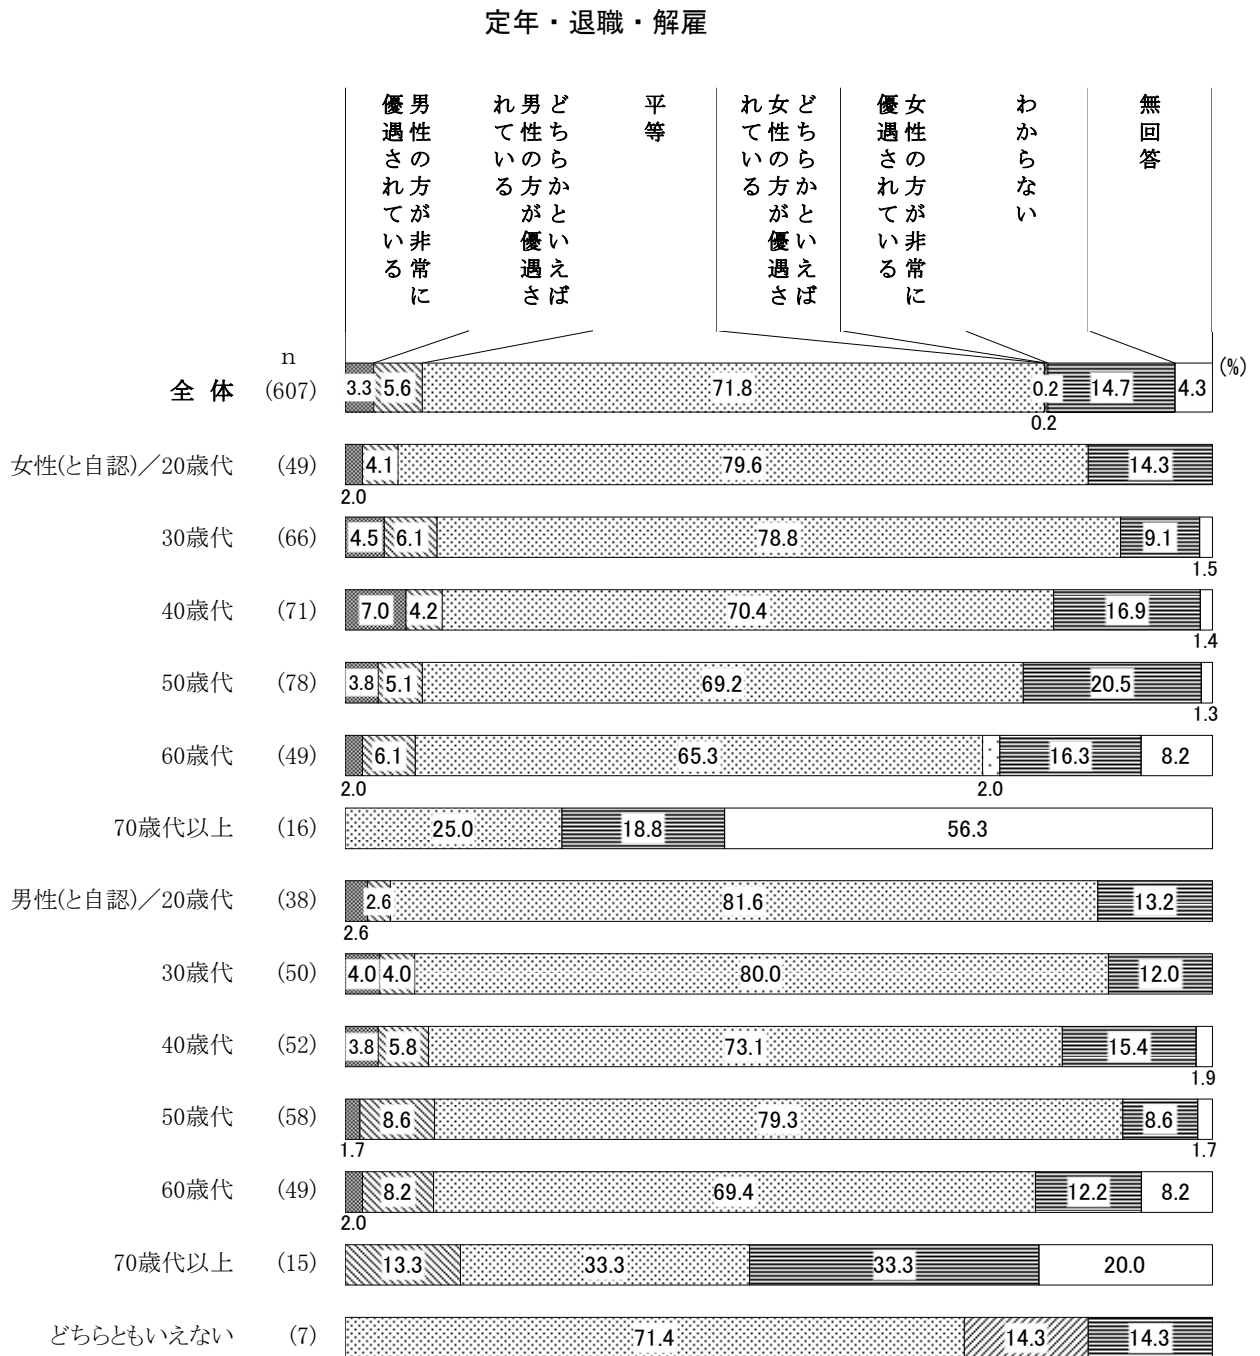 定年・退職・解雇
男性の方が非常に
優遇されている
どちらかといえば
男性の方が優遇さ
れている
平等
どちらかといえば
女性の方が優遇さ
れている
女性の方が非常に
優遇されている
わからない
無回答
n
(%)
全 体 (607) 3.3 5.6 71.8 0.2 14.7 4.3
0.2
女性(と自認)／20歳代 (49) 4.1 79.6 14.3
2.0
30歳代 (66) 4.5 6.1 78.8 9.1
1.5
40歳代 (71) 7.0 4.2 70.4 16.9
1.4
50歳代 (78) 3.8 5.1 69.2 20.5
1.3
60歳代 (49) 6.1 65.3 16.3 8.2
2.0 2.0
70歳代以上 (16) 25.0 18.8 56.3
男性(と自認)／20歳代 (38) 2.6 81.6 13.2
2.6
30歳代 (50) 4.0 4.0 80.0 12.0
40歳代 (52) 3.8 5.8 73.1 15.4
1.9
50歳代 (58) 8.6 79.3 8.6
1.7 1.7
60歳代 (49) 8.2 69.4 12.2 8.2
2.0
70歳代以上 (15) 13.3 33.3 33.3 20.0
どちらともいえない (7) 71.4 14.3 14.3